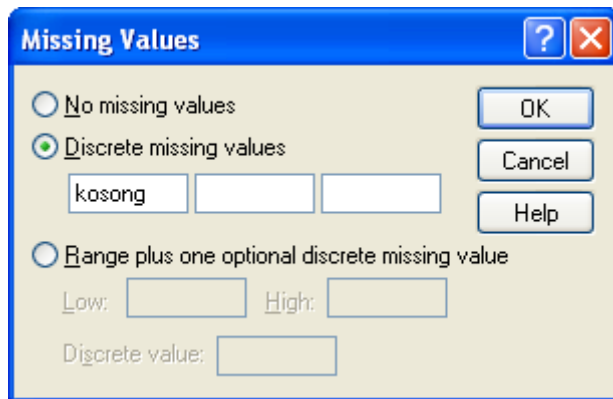 Missing Values
No missing values
OK
Discrete missing values
Cancel
kosong
Help
Range plus one optional discrete missing value
Low: High:
Discrete value: